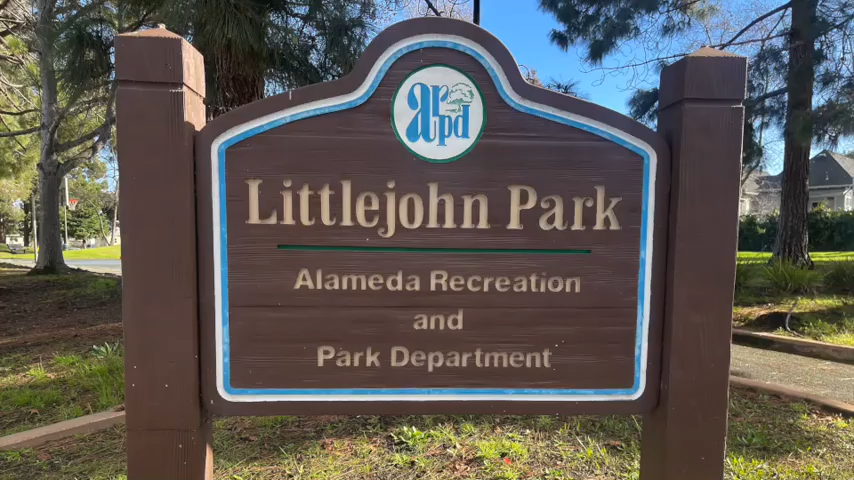 arpd
Littlejohn Park
Alameda Recreation
and
Park Department